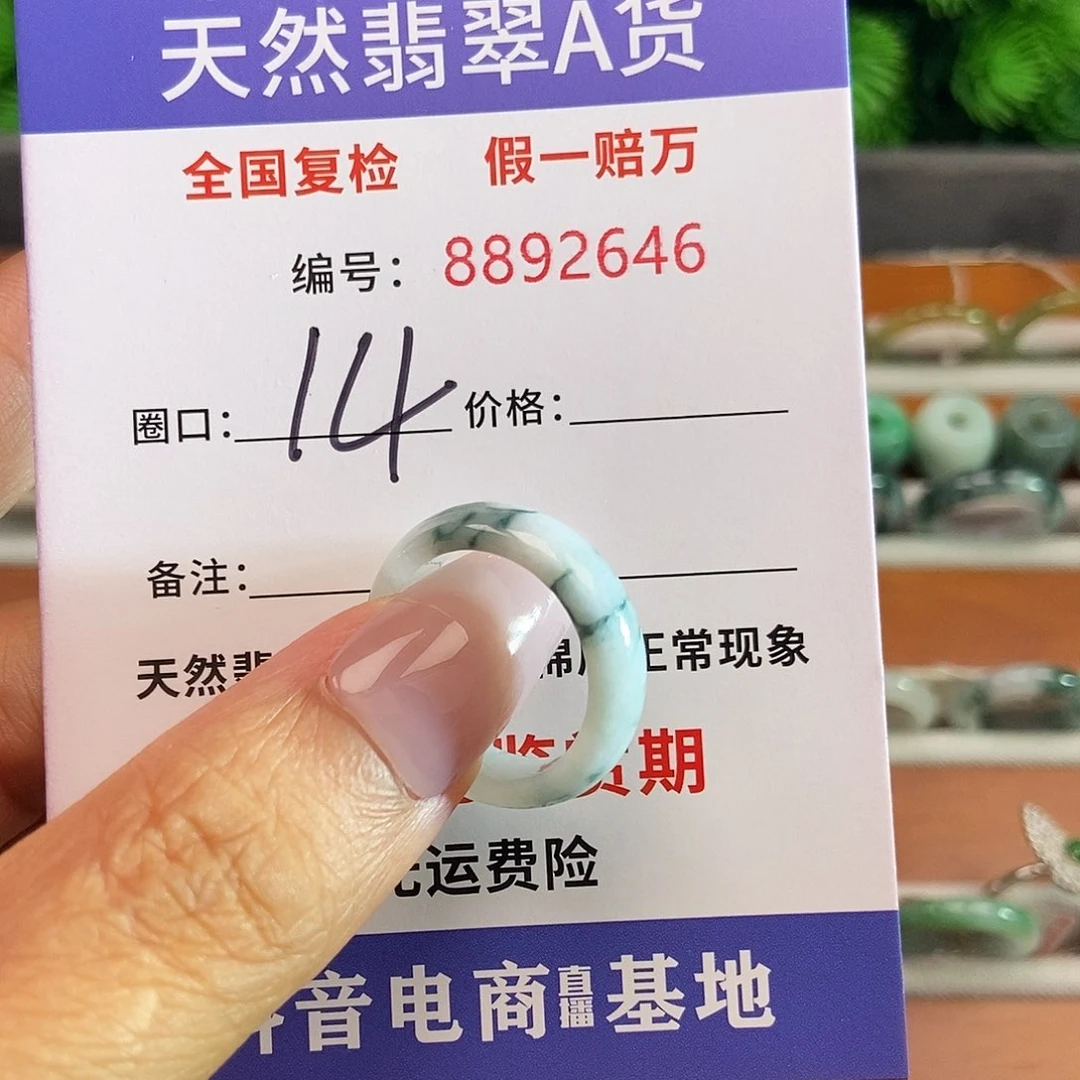 天然翡翠A货
全国复检 假一赔万
编号：8892646
圈口：14 价格：
备注：
天然 正常现象
期
运费险
音电商直播基地